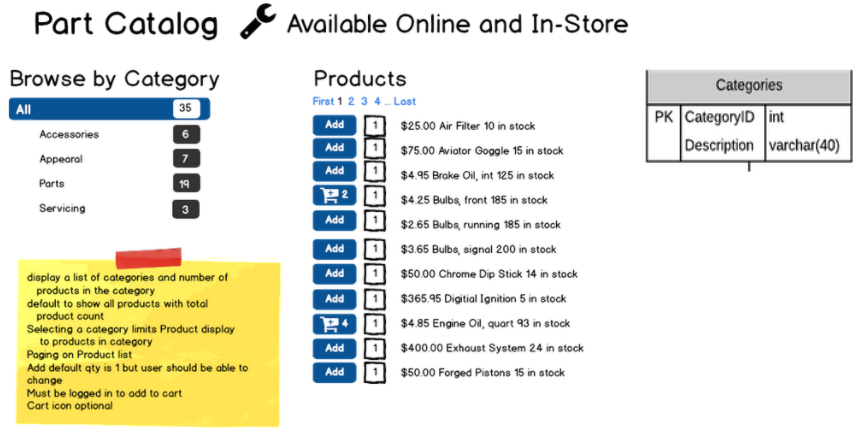 Part Catalog Available Online and In-Store
Browse by Category
All 35
Accessories 6
Appearal 7
Parts 19
Servicing 3
display a list of categories and number of
products in the category
default to show all products with total
product count
Selecting a category limits Product display
to products in category
Paging on Product list
Add default qty is 1 but user should be able to
change
Must be logged in to add to cart
Cart icon optional
Products
First 1 2 3 4 ... Last
Add 1 $25.00 Air Filter 10 in stock
Add 1 $75.00 Aviator Goggle 15 in stock
Add 1 $4.95 Brake Oil, int 125 in stock
2 1 $4.25 Bulbs, front 185 in stock
Add 1 $2.65 Bulbs, running 185 in stock
Add 1 $3.65 Bulbs, signal 200 in stock
Add 1 $50.00 Chrome Dip Stick 14 in stock
Add 1 $365.95 Digitial Ignition 5 in stock
4 1 $4.85 Engine Oil, quart 93 in stock
Add 1 $400.00 Exhaust System 24 in stock
Add 1 $50.00 Forged Pistons 15 in stock
Categories
PK CategoryID int
Description varchar(40)